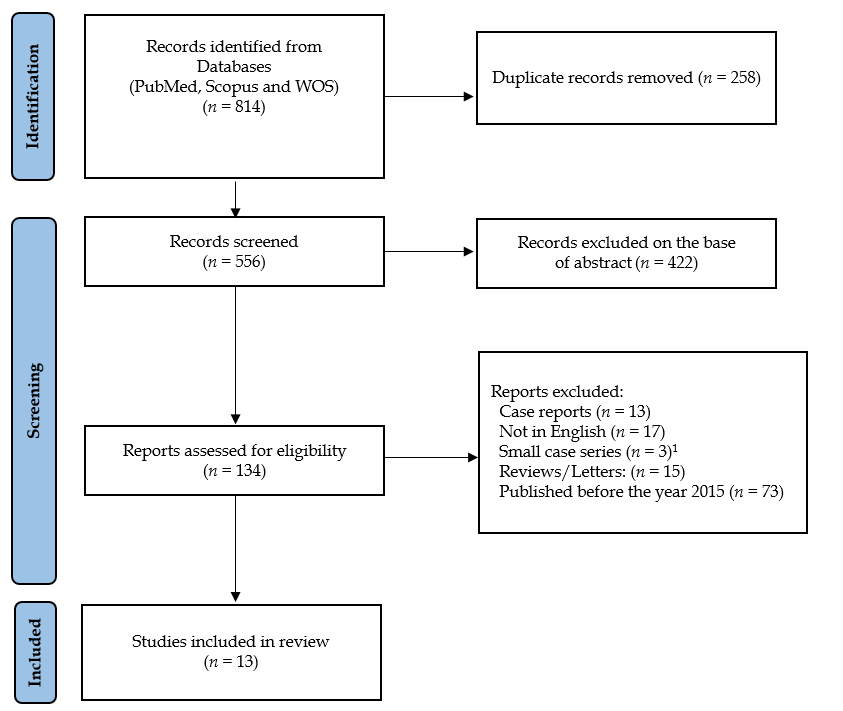 Identification
Records identified from
Databases
(PubMed, Scopus and WOS)
(n = 814)
Duplicate records removed (n = 258)
Screening
Records screened
(n = 556)
Records excluded on the base
of abstract (n = 422)
Reports assessed for eligibility
(n = 134)
Reports excluded:
Case reports (n = 13)
Not in English (n = 17)
Small case series (n = 3)¹
Reviews/Letters: (n = 15)
Published before the year 2015 (n = 73)
Included
Studies included in review
(n = 13)